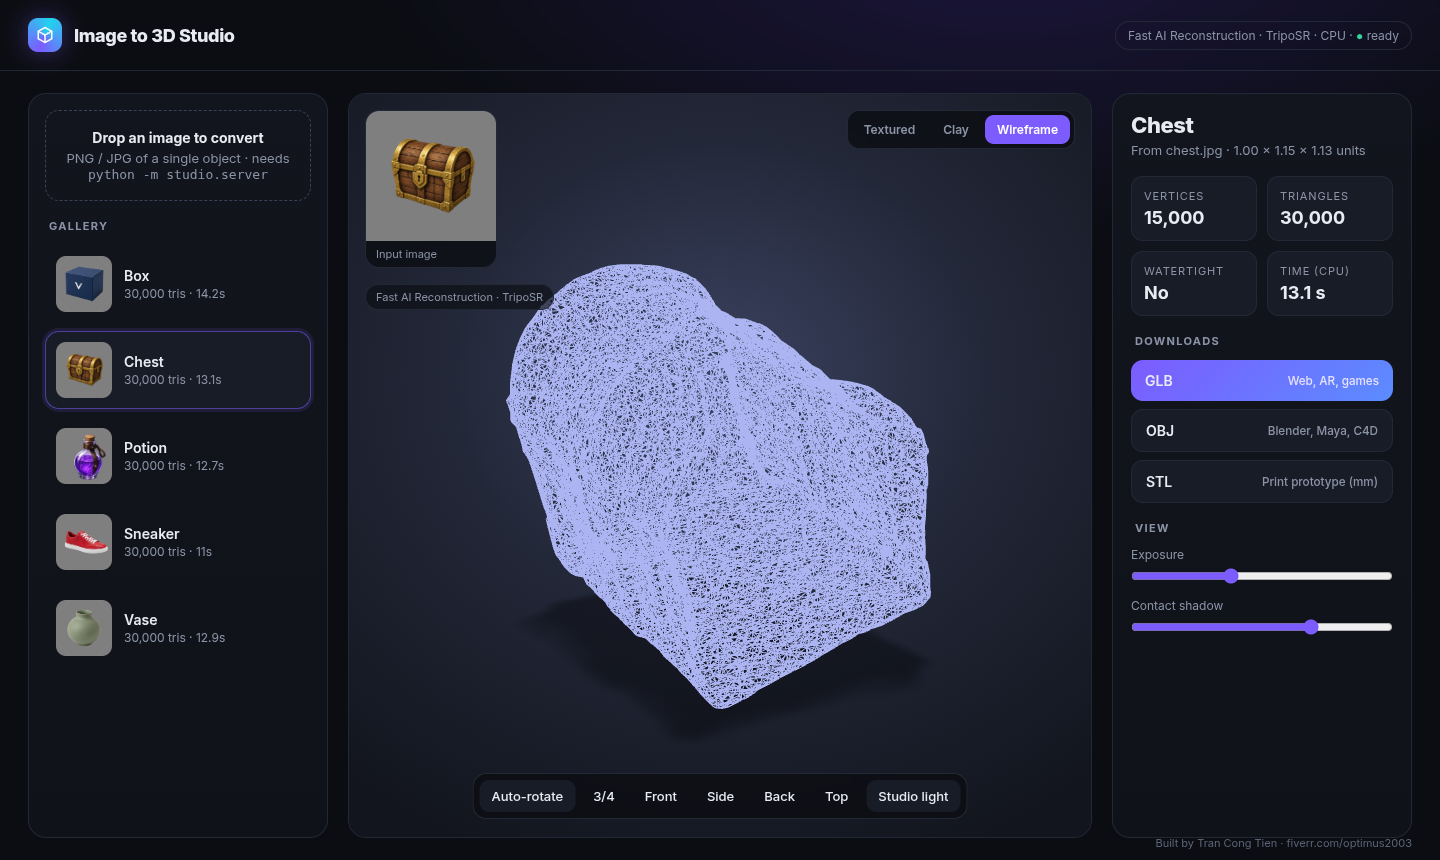 Image to 3D Studio
Fast AI Reconstruction · TripoSR · CPU · ● ready
Drop an image to convert
PNG / JPG of a single object · needs
python -m studio.server
GALLERY
Box
30,000 tris · 14.2s
Chest
30,000 tris · 13.1s
Potion
30,000 tris · 12.7s
Sneaker
30,000 tris · 11s
Vase
30,000 tris · 12.9s
Input image
Fast AI Reconstruction · TripoSR
Textured
Clay
Wireframe
Auto-rotate
3/4
Front
Side
Back
Top
Studio light
Chest
From chest.jpg · 1.00 × 1.15 × 1.13 units
VERTICES
15,000
TRIANGLES
30,000
WATERTIGHT
No
TIME (CPU)
13.1 s
DOWNLOADS
GLB
Web, AR, games
OBJ
Blender, Maya, C4D
STL
Print prototype (mm)
VIEW
Exposure
Contact shadow
Built by Tran Cong Tien · fiverr.com/optimus2003